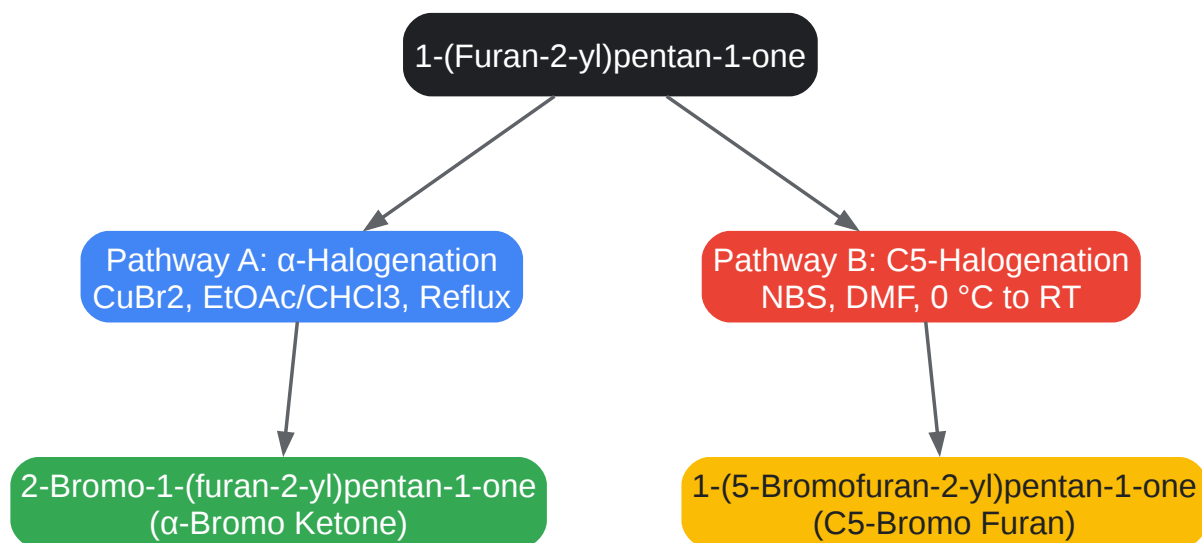 1-(Furan-2-yl)pentan-1-one
Pathway A: α-Halogenation
CuBr2, EtOAc/CHCl3, Reflux
Pathway B: C5-Halogenation
NBS, DMF, 0 °C to RT
2-Bromo-1-(furan-2-yl)pentan-1-one
(α-Bromo Ketone)
1-(5-Bromofuran-2-yl)pentan-1-one
(C5-Bromo Furan)